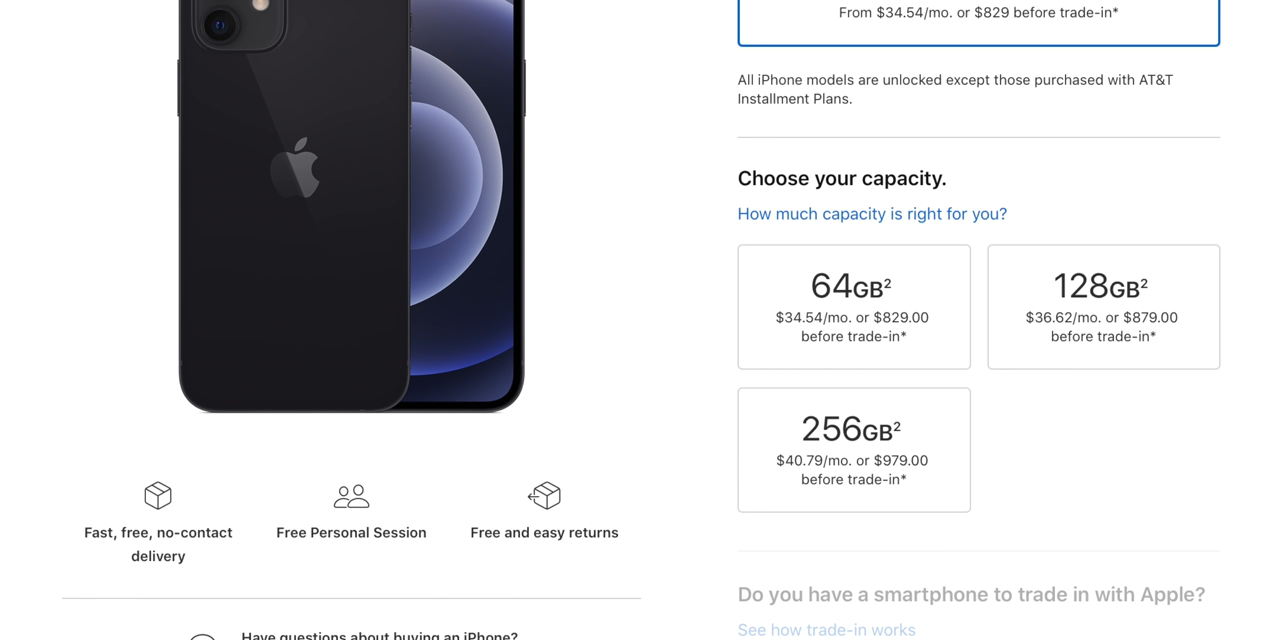 From $34.54/mo. or $829 before trade-in*
All iPhone models are unlocked except those purchased with AT&T
Installment Plans.
Choose your capacity.
How much capacity is right for you?
64GB²
$34.54/mo. or $829.00
before trade-in*
128GB²
$36.62/mo. or $879.00
before trade-in*
256GB²
$40.79/mo. or $979.00
before trade-in*
Fast, free, no-contact
delivery
Free Personal Session
Free and easy returns
Do you have a smartphone to trade in with Apple?
See how trade-in works
Have questions about buying an iPhone?